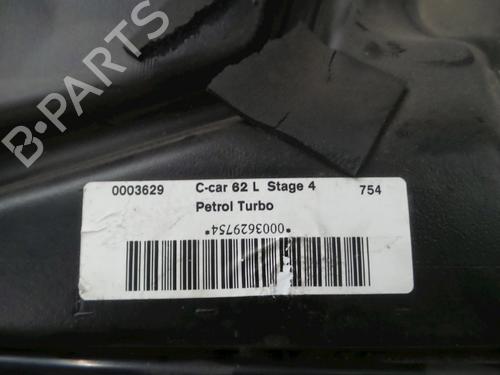 B-PARTS
0003629 C-car 62 L Stage 4 754
Petrol Turbo
*0003629754*